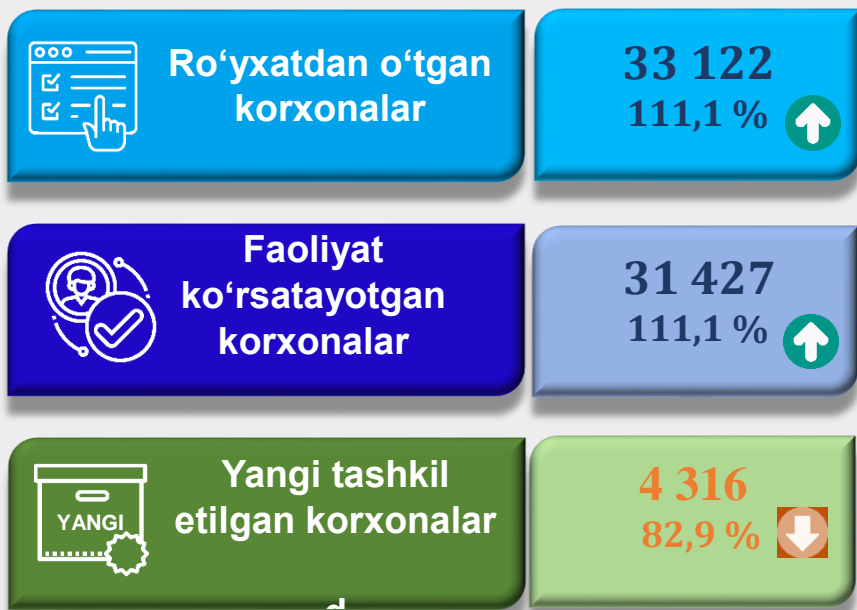 Ro‘yxatdan o‘tgan
korxonalar
33 122
111,1 %
Faoliyat
ko‘rsatayotgan
korxonalar
31 427
111,1 %
YANGI
Yangi tashkil
etilgan korxonalar
4 316
82,9 %